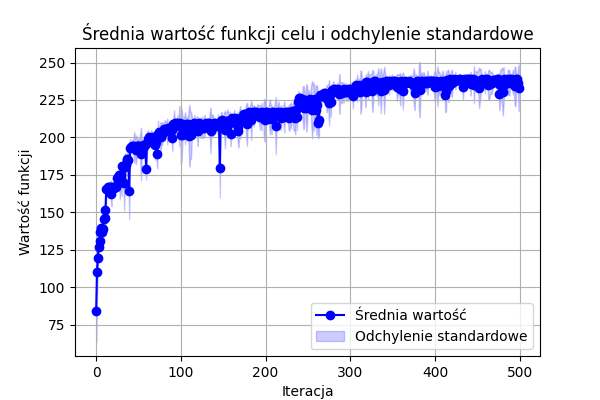 Średnia wartość funkcji celu i odchylenie standardowe
250
225
200
175
150
125
100
75
Wartość funkcji
Średnia wartość
Odchylenie standardowe
0 100 200 300 400 500
Iteracja